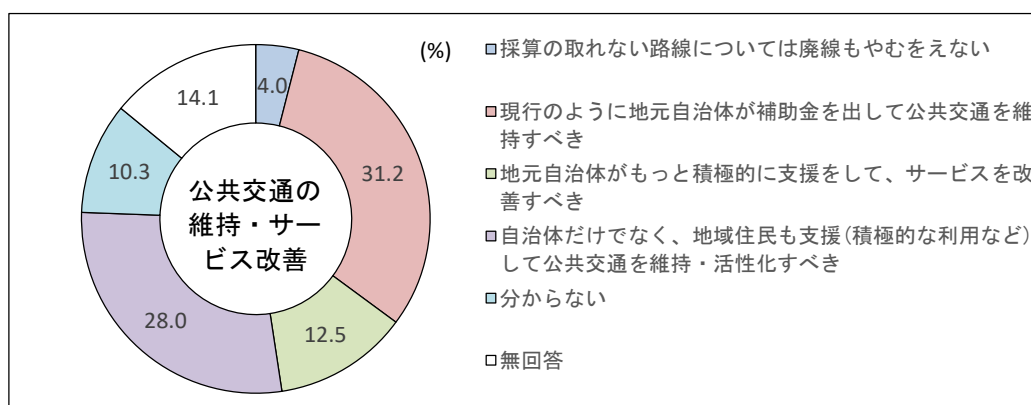 (%)
4.0
31.2
12.5
28.0
10.3
14.1
公共交通の
維持・サー
ビス改善
採算の取れない路線については廃線もやむをえない
現行のように地元自治体が補助金を出して公共交通を維
持すべき
地元自治体がもっと積極的に支援をして、サービスを改
善すべき
自治体だけでなく、地域住民も支援(積極的な利用など)
して公共交通を維持・活性化すべき
分からない
無回答